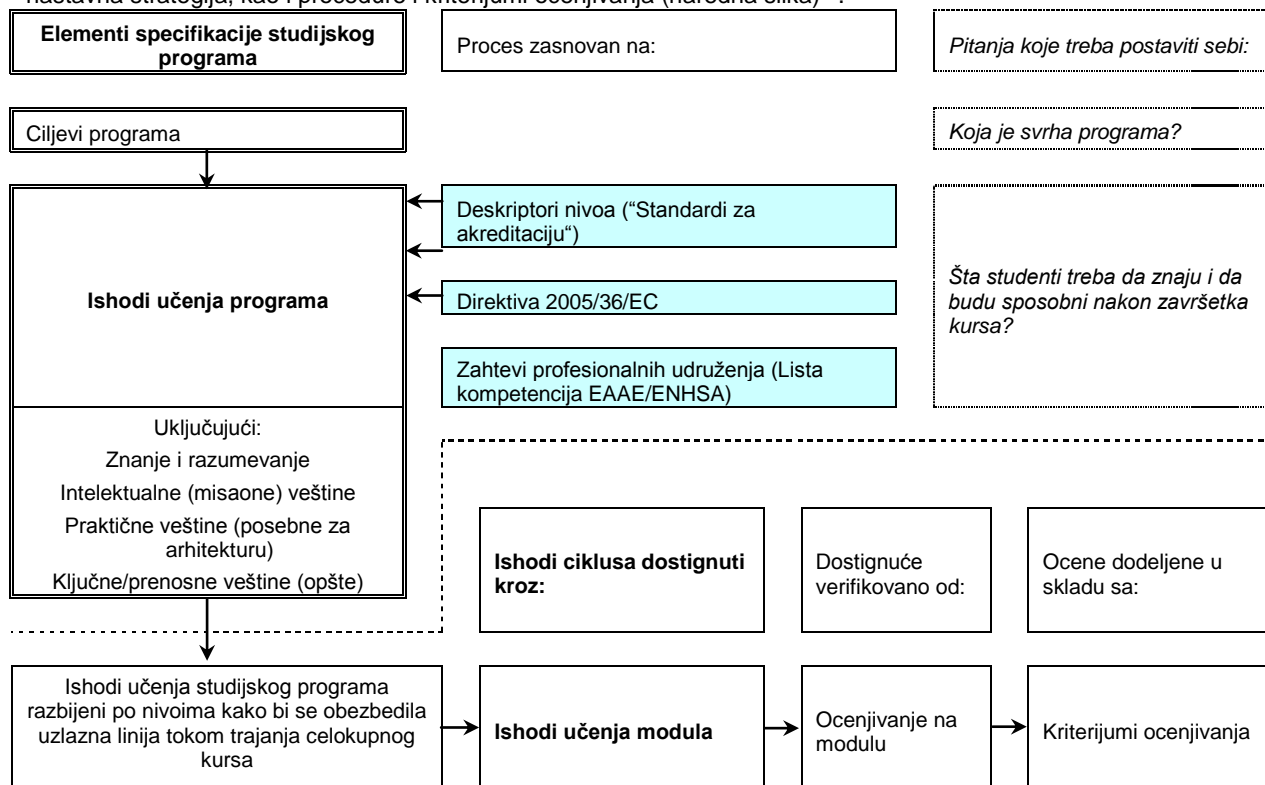 nastavna strategija, kao i procedure i kriterijumi ocenjivanja (naredna slika)
Elementi specifikacije studijskog
programa
Proces zasnovan na:
Pitanja koje treba postaviti sebi:
Ciljevi programa
Koja je svrha programa?
Ishodi učenja programa
Deskriptori nivoa (“Standardi za
akreditaciju“)
Direktiva 2005/36/EC
Zahtevi profesionalnih udruženja (Lista
kompetencija EAAE/ENHSA)
Šta studenti treba da znaju i da
budu sposobni nakon završetka
kursa?
Uključujući:
Znanje i razumevanje
Intelektualne (misaone) veštine
Praktične veštine (posebne za
arhitekturu)
Ključne/prenosne veštine (opšte)
Ishodi ciklusa dostignuti
kroz:
Dostignuće
verifikovano od:
Ocene dodeljene u
skladu sa:
Ishodi učenja studijskog programa
razbijeni po nivoima kako bi se obezbedila
uzlazna linija tokom trajanja celokupnog
kursa
Ishodi učenja modula
Ocenjivanje na
modulu
Kriterijumi ocenjivanja